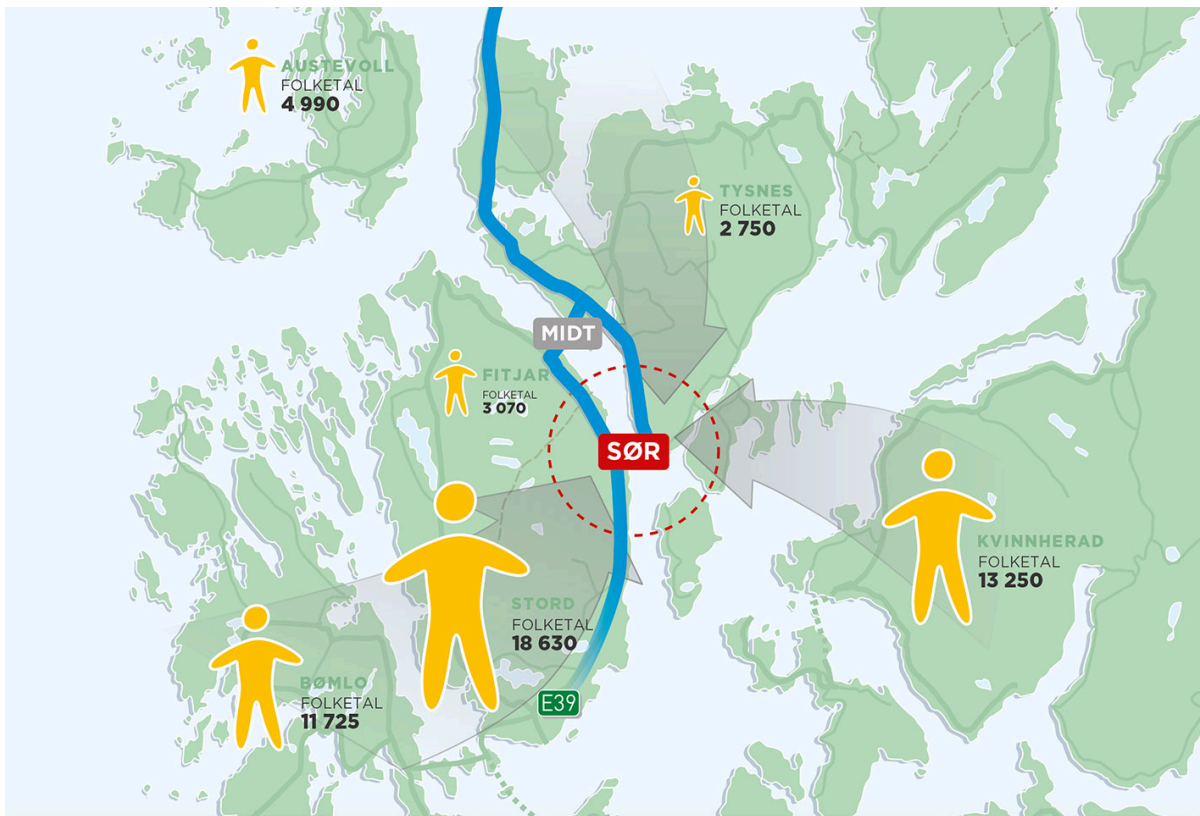 AUSTEVOLL
FOLKETAL
4 990
TYSNES
FOLKETAL
2 750
MIDT
FITJAR
FOLKETAL
3 070
SØR
KVINNHERAD
FOLKETAL
13 250
STORD
FOLKETAL
18 630
BØMLO
FOLKETAL
11 725
E39